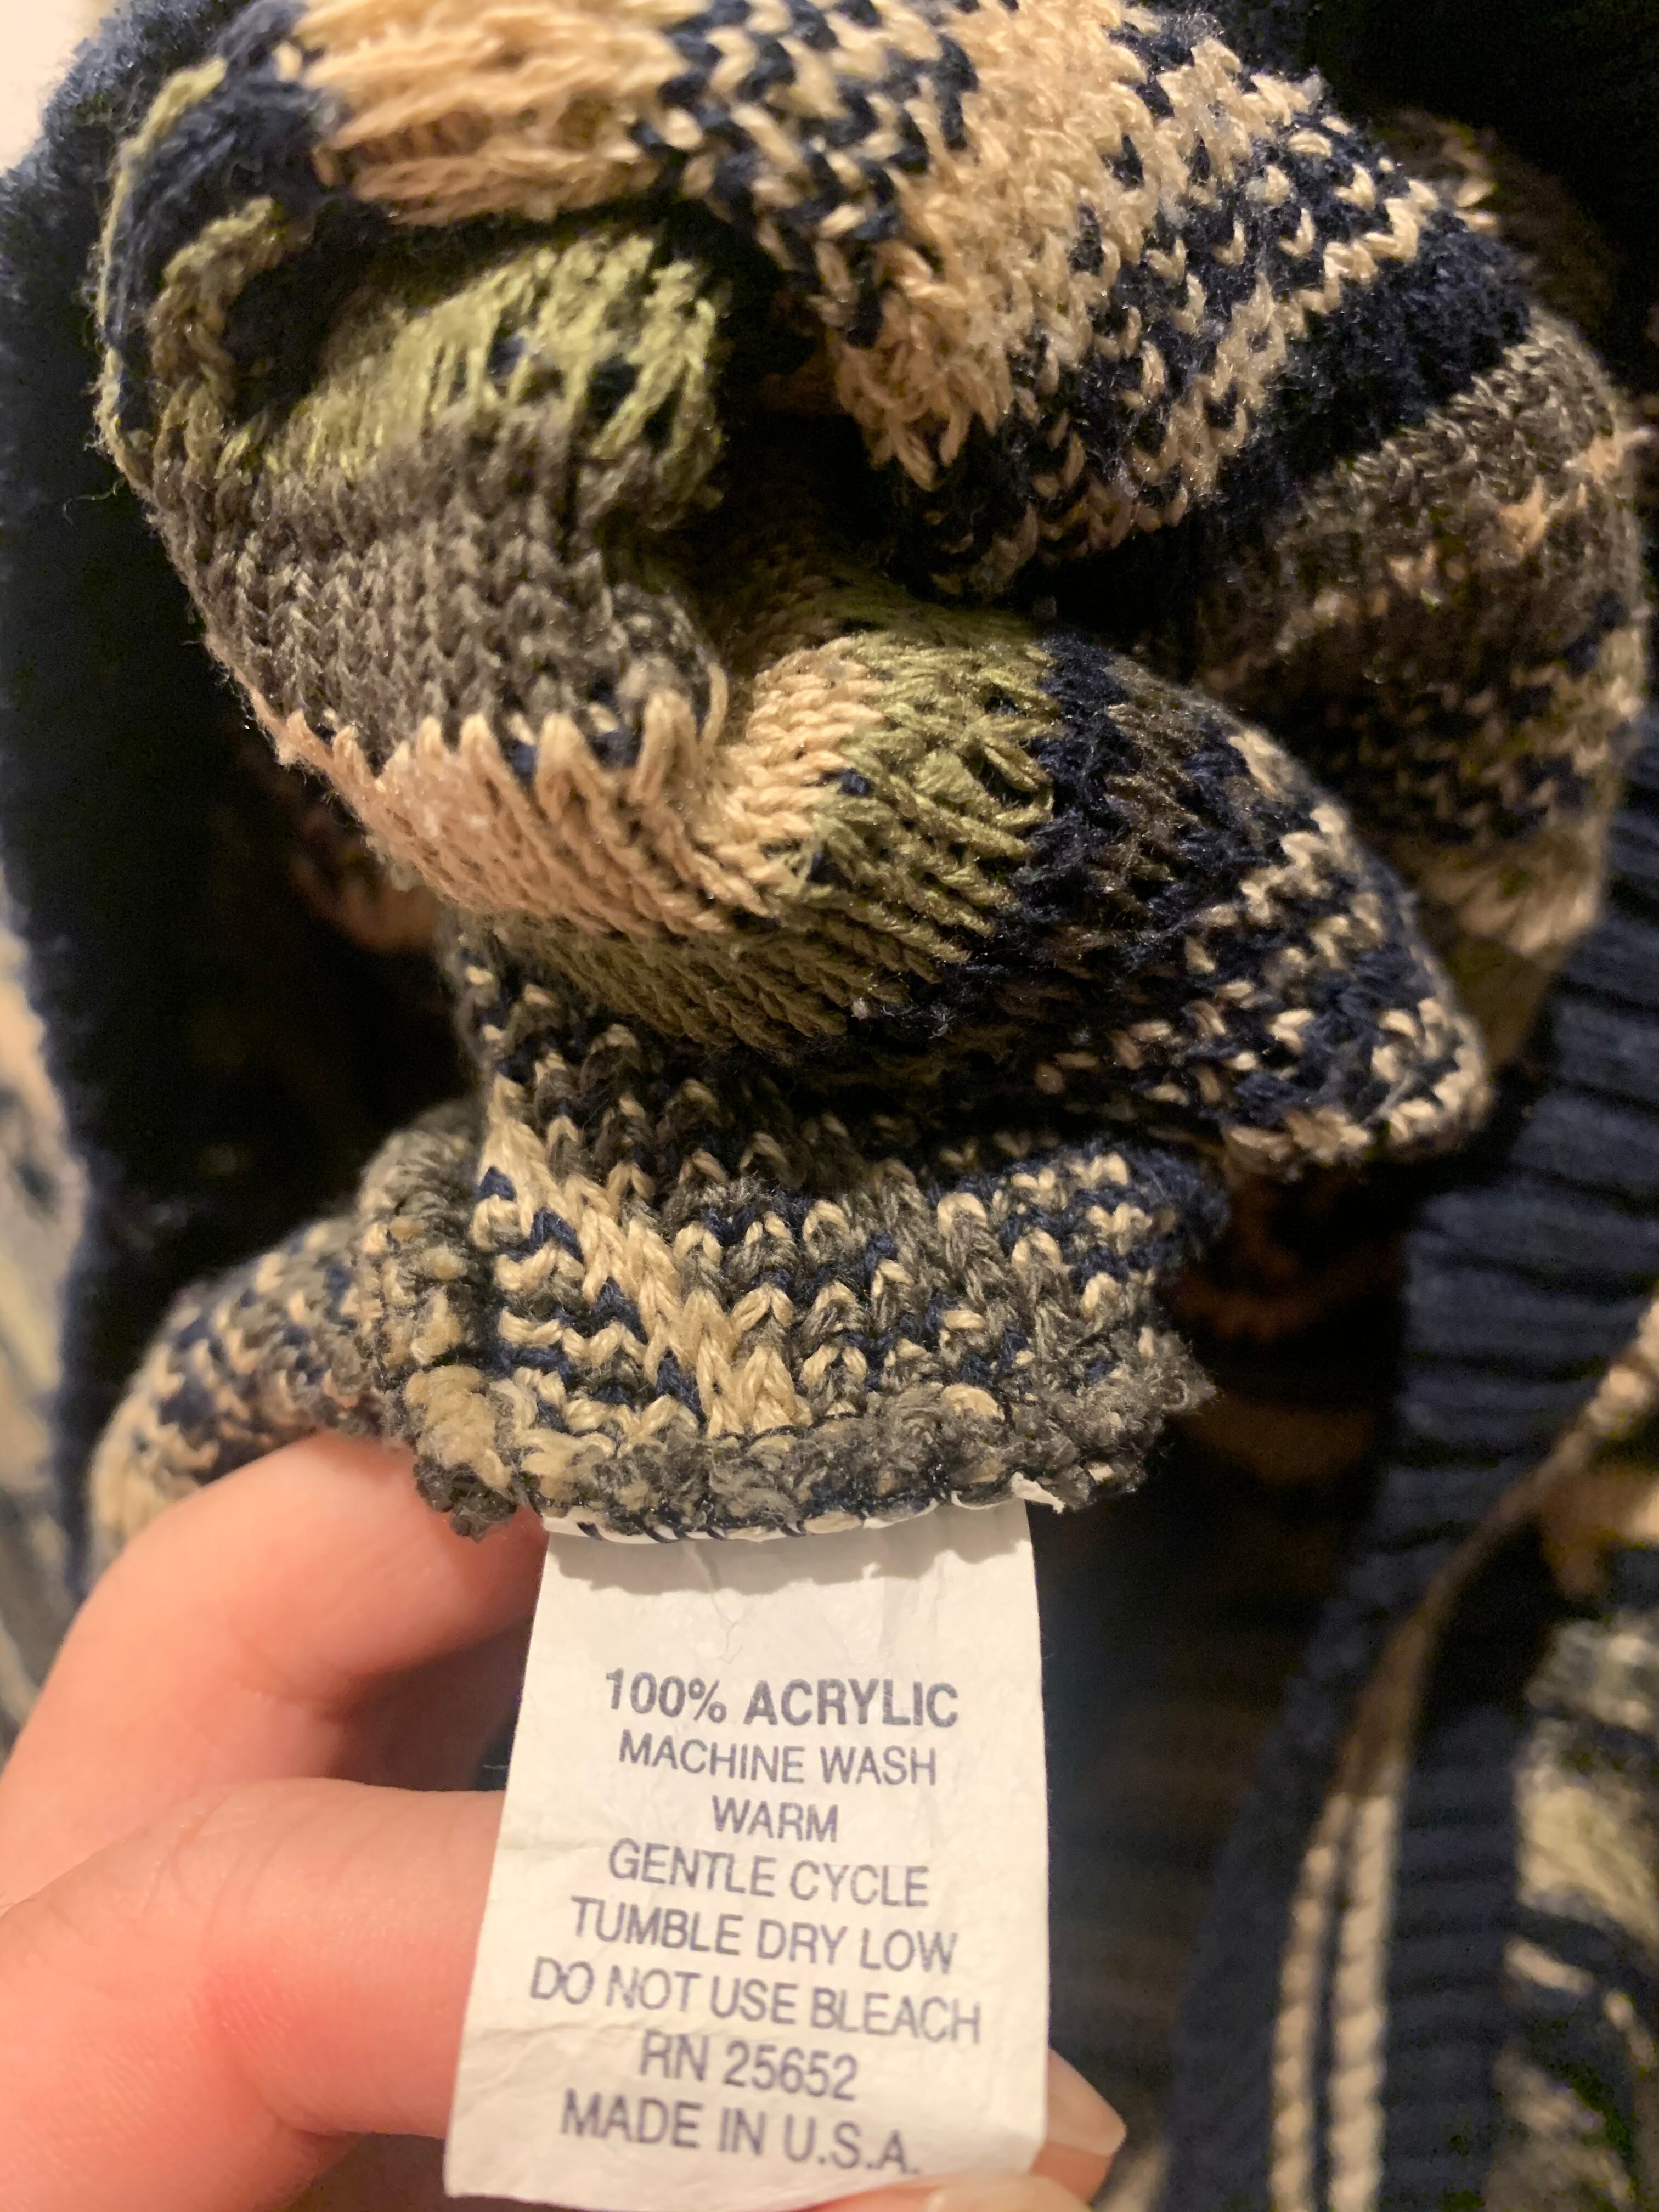 100% ACRYLIC
MACHINE WASH
WARM
GENTLE CYCLE
TUMBLE DRY LOW
DO NOT USE BLEACH
RN 25652
MADE IN U.S.A.